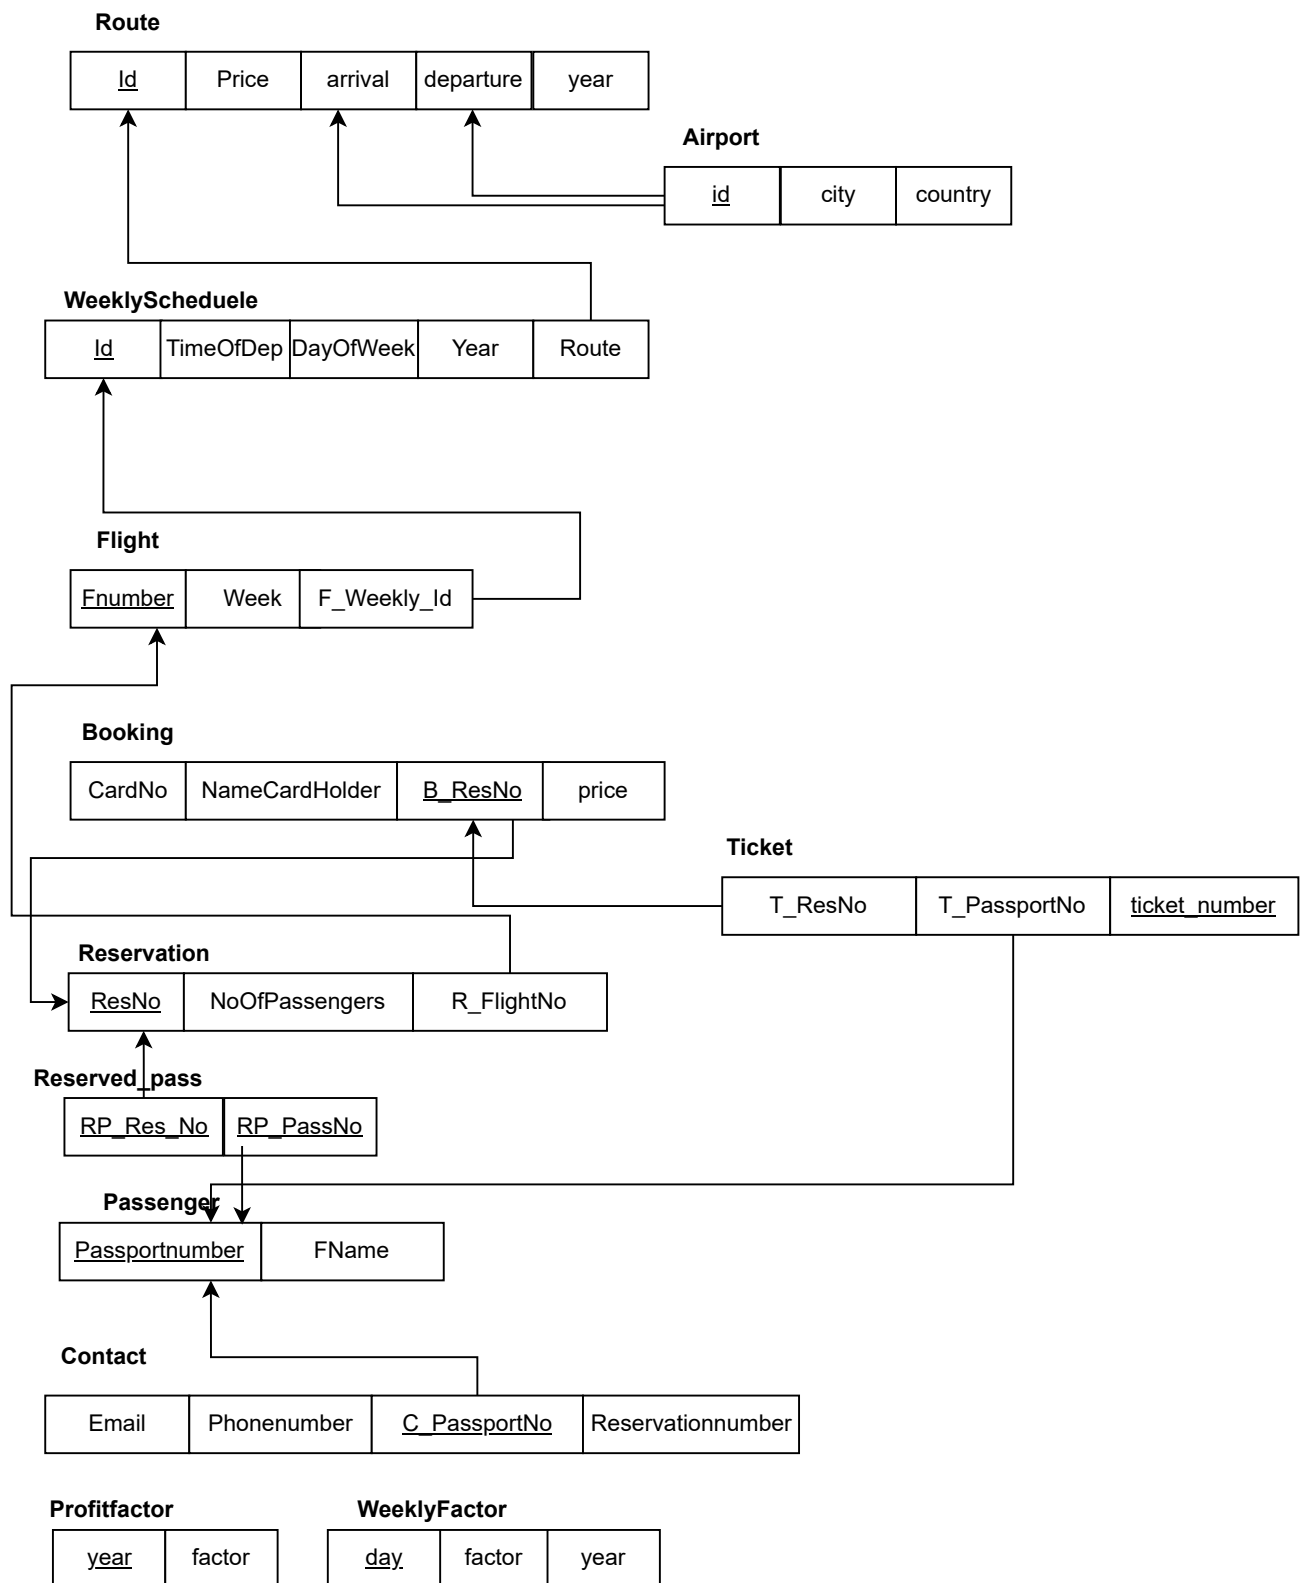 Route
Id Price arrival departure year
Airport
id city country
WeeklyScheduele
Id TimeOfDep DayOfWeek Year Route
Flight
Fnumber Week F_Weekly_Id
Booking
CardNo NameCardHolder B_ResNo price
Ticket
T_ResNo T_PassportNo ticket_number
Reservation
ResNo NoOfPassengers R_FlightNo
Reserved_pass
RP_Res_No RP_PassNo
Passenger
Passportnumber FName
Contact
Email Phonenumber C_PassportNo Reservationnumber
Profitfactor WeeklyFactor
year factor day factor year